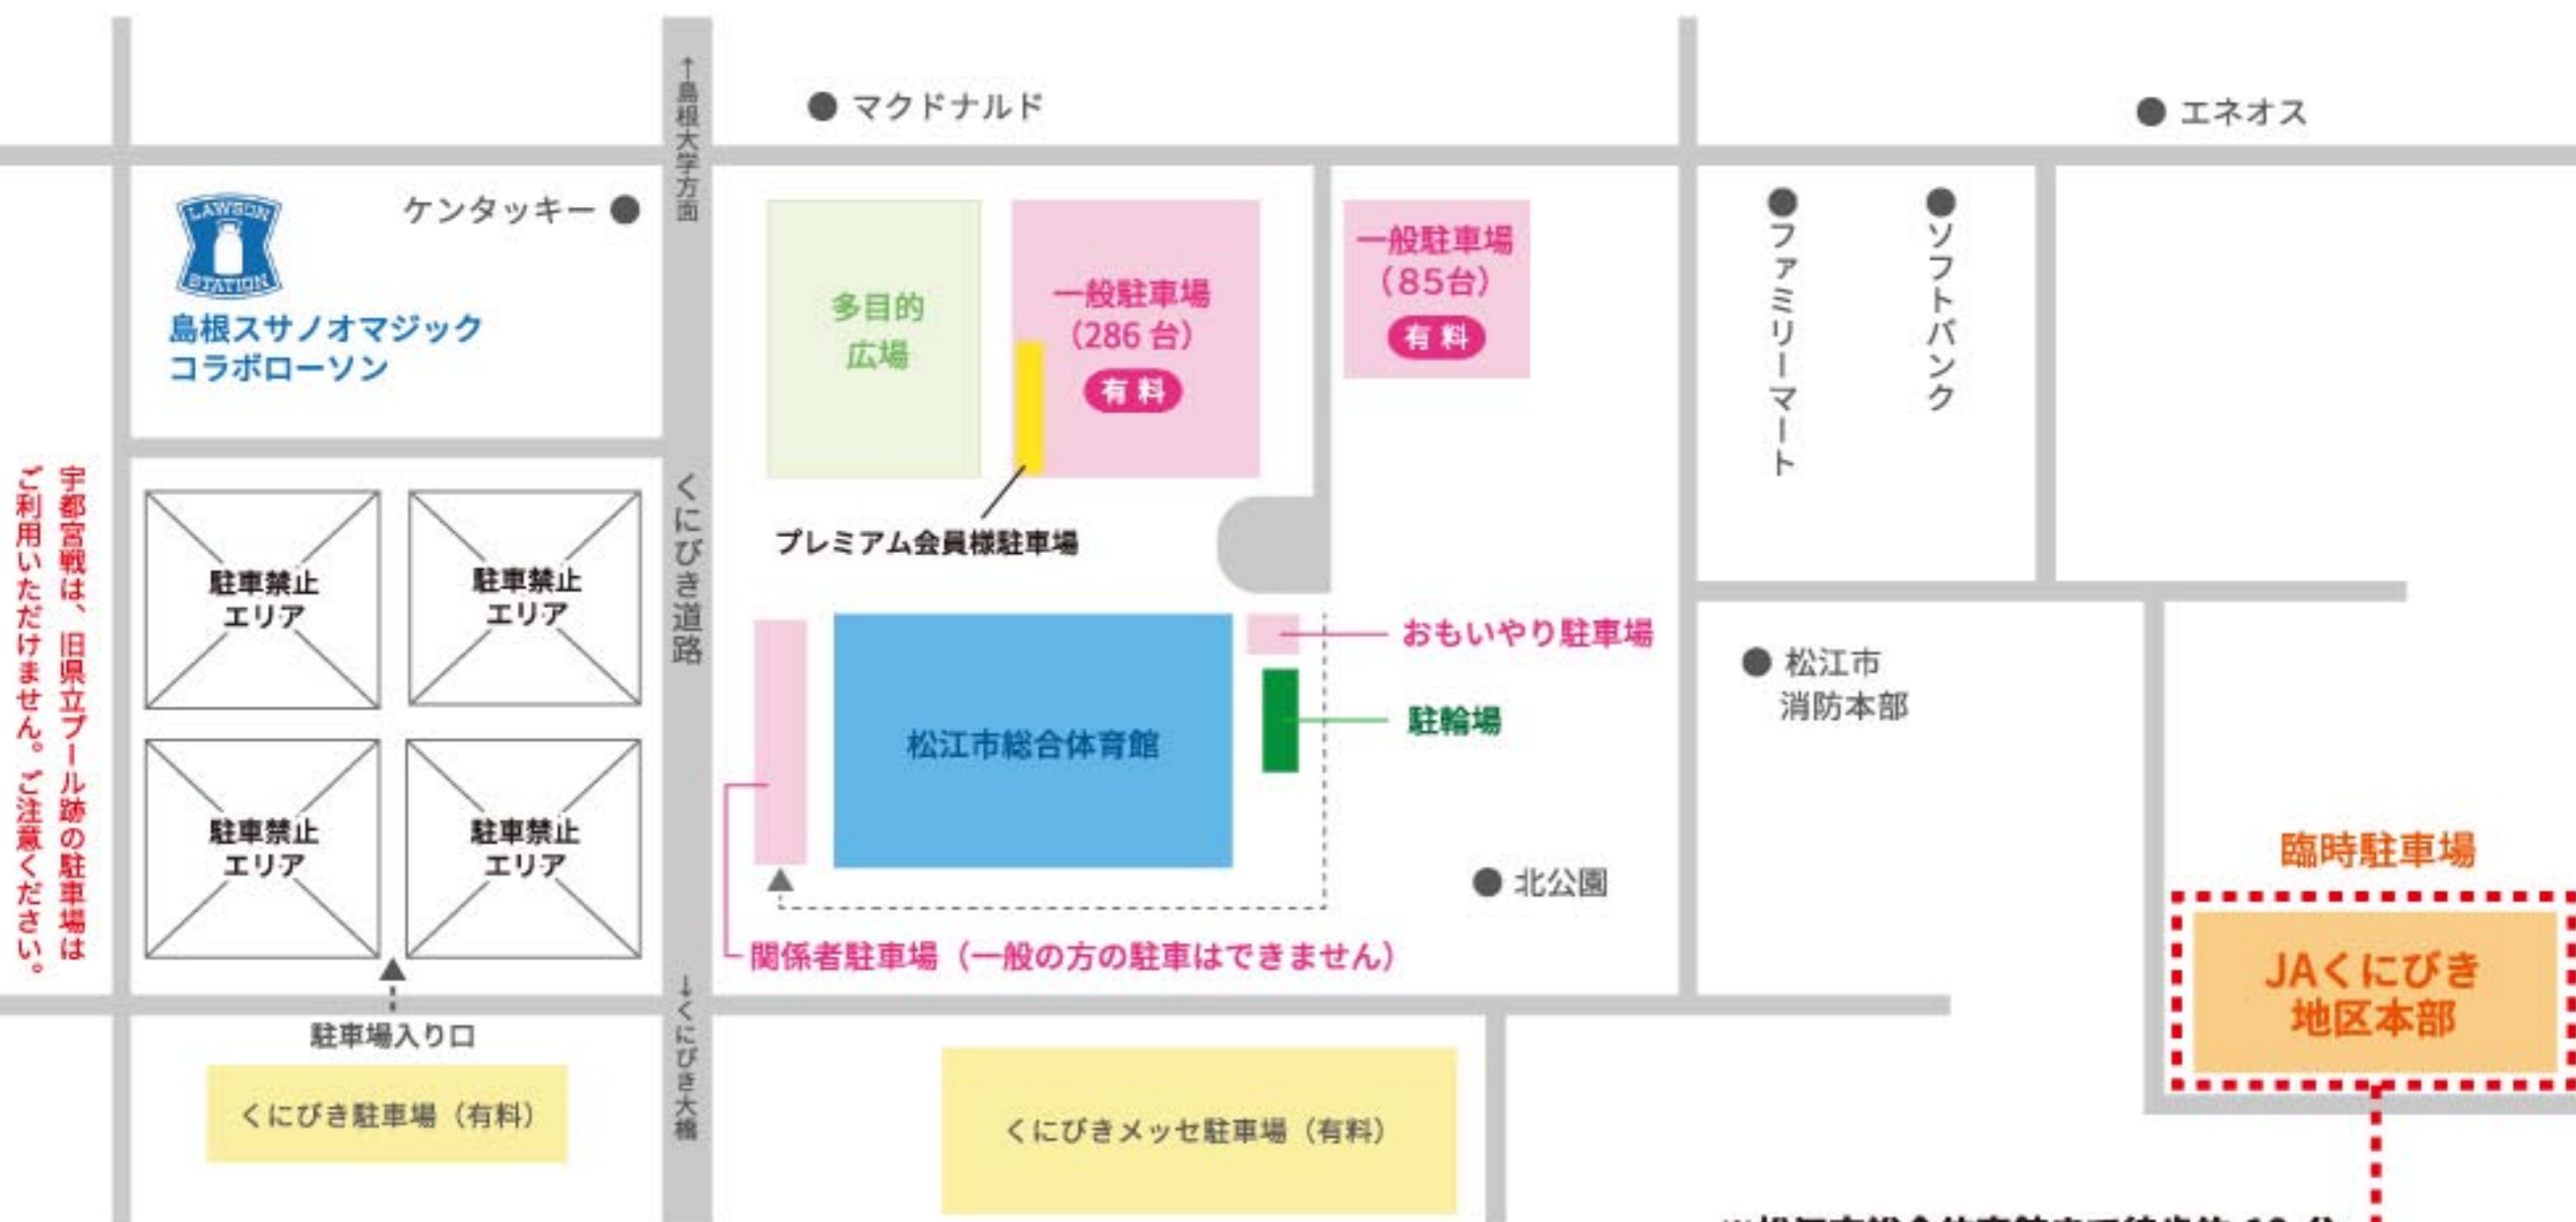 ↑島根大学方面
マクドナルド
エネオス
LAWSON
STATION
ケンタッキー
島根スサノオマジック
コラボローソン
多目的
広場
一般駐車場
(286 台)
有 料
一般駐車場
(85台)
有 料
ファミリーマート
ソフトバンク
プレミアム会員様駐車場
くにびき道路
宇都宮戦は、旧県立プール跡の駐車場は
ご利用いただけません。ご注意ください。
駐車禁止
エリア
駐車禁止
エリア
駐車禁止
エリア
駐車禁止
エリア
松江市総合体育館
おもいやり駐車場
駐輪場
松江市
消防本部
北公園
関係者駐車場（一般の方の駐車はできません）
臨時駐車場
JAくにびき
地区本部
↓くにびき大橋
駐車場入り口
くにびき駐車場（有料）
くにびきメッセ駐車場（有料）